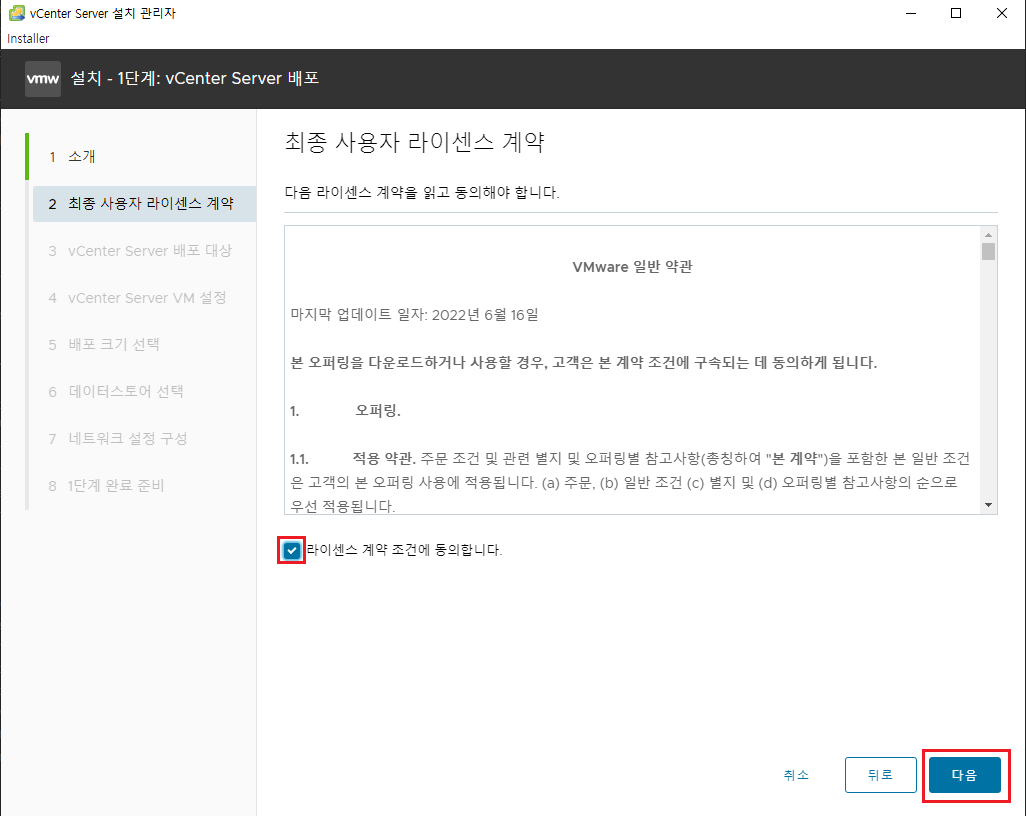 vCenter Server 설치 관리자
Installer
vmw 설치 - 1단계: vCenter Server 배포
1 소개
2 최종 사용자 라이센스 계약
3 vCenter Server 배포 대상
4 vCenter Server VM 설정
5 배포 크기 선택
6 데이터스토어 선택
7 네트워크 설정 구성
8 1단계 완료 준비
최종 사용자 라이센스 계약
다음 라이센스 계약을 읽고 동의해야 합니다.
VMware 일반 약관
마지막 업데이트 일자: 2022년 6월 16일
본 오퍼링을 다운로드하거나 사용할 경우, 고객은 본 계약 조건에 구속되는 데 동의하게 됩니다.
1. 오퍼링.
1.1. 적용 약관. 주문 조건 및 관련 별지 및 오퍼링별 참고사항(총칭하여 "본 계약")을 포함한 본 일반 조건
은 고객의 본 오퍼링 사용에 적용됩니다. (a) 주문, (b) 일반 조건 (c) 별지 및 (d) 오퍼링별 참고사항의 순으로
우선 적용됩니다.
라이센스 계약 조건에 동의합니다.
취소
뒤로
다음